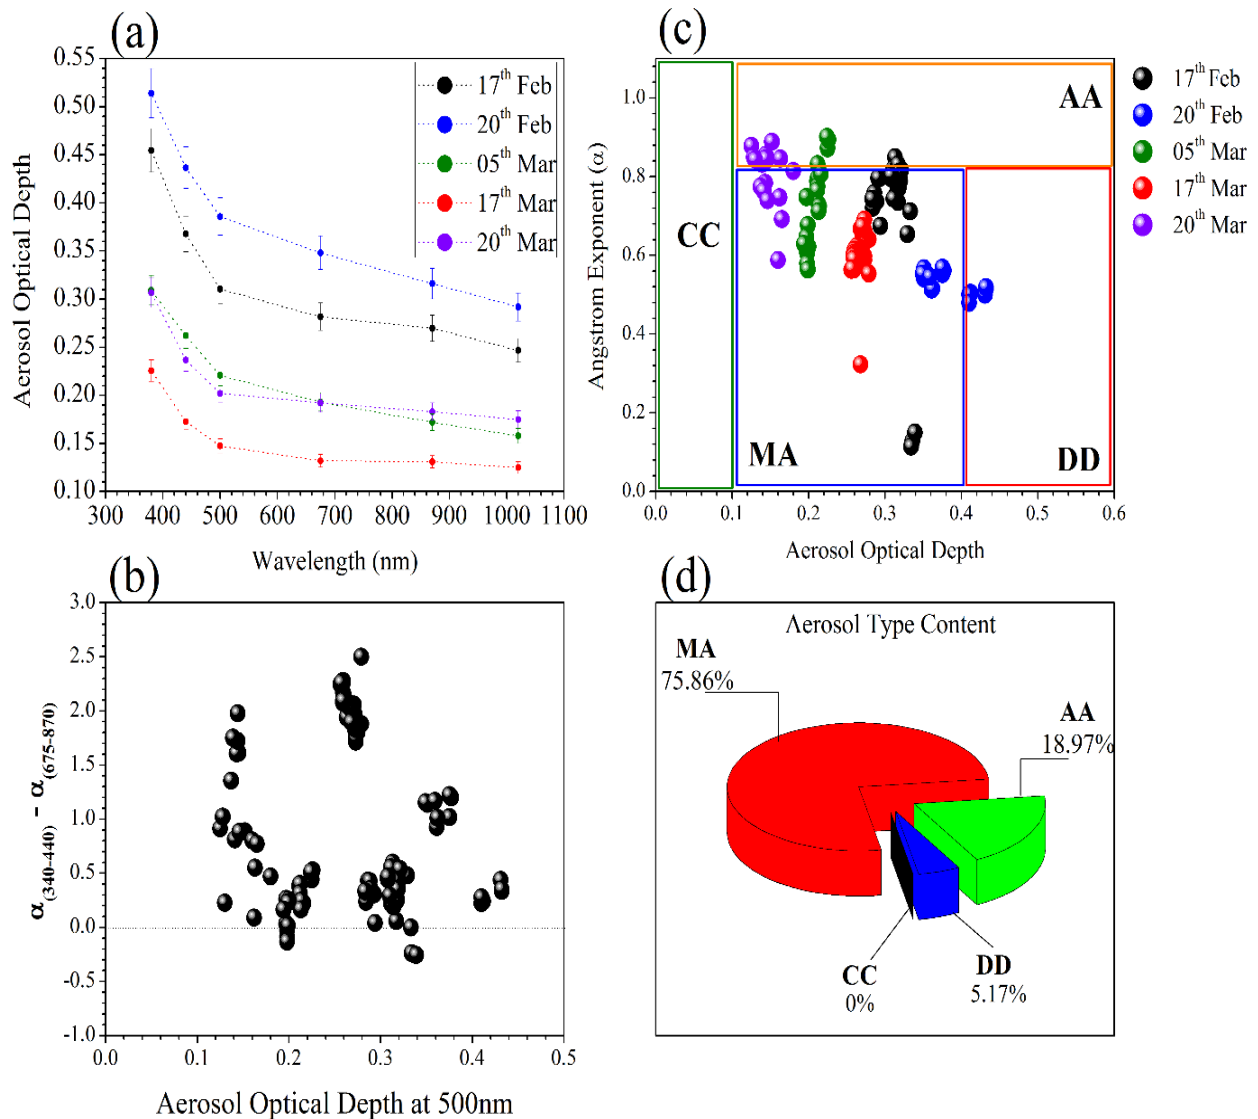 (a)
0.55
0.50
0.45
0.40
0.35
0.30
0.25
0.20
0.15
0.10
Aerosol Optical Depth
17th Feb
20th Feb
05th Mar
17th Mar
20th Mar
300 400 500 600 700 800 900 1000 1100
Wavelength (nm)
(c)
1.0
0.8
0.6
0.4
0.2
0.0
Angstrom Exponent (α)
AA
CC
MA
DD
17th Feb
20th Feb
05th Mar
17th Mar
20th Mar
0.0 0.1 0.2 0.3 0.4 0.5 0.6
Aerosol Optical Depth
(b)
3.0
2.5
2.0
1.5
1.0
0.5
0.0
-0.5
-1.0
α(340-440) - α(675-870)
0.0 0.1 0.2 0.3 0.4 0.5
Aerosol Optical Depth at 500nm
(d)
Aerosol Type Content
MA
75.86%
AA
18.97%
CC
0%
DD
5.17%